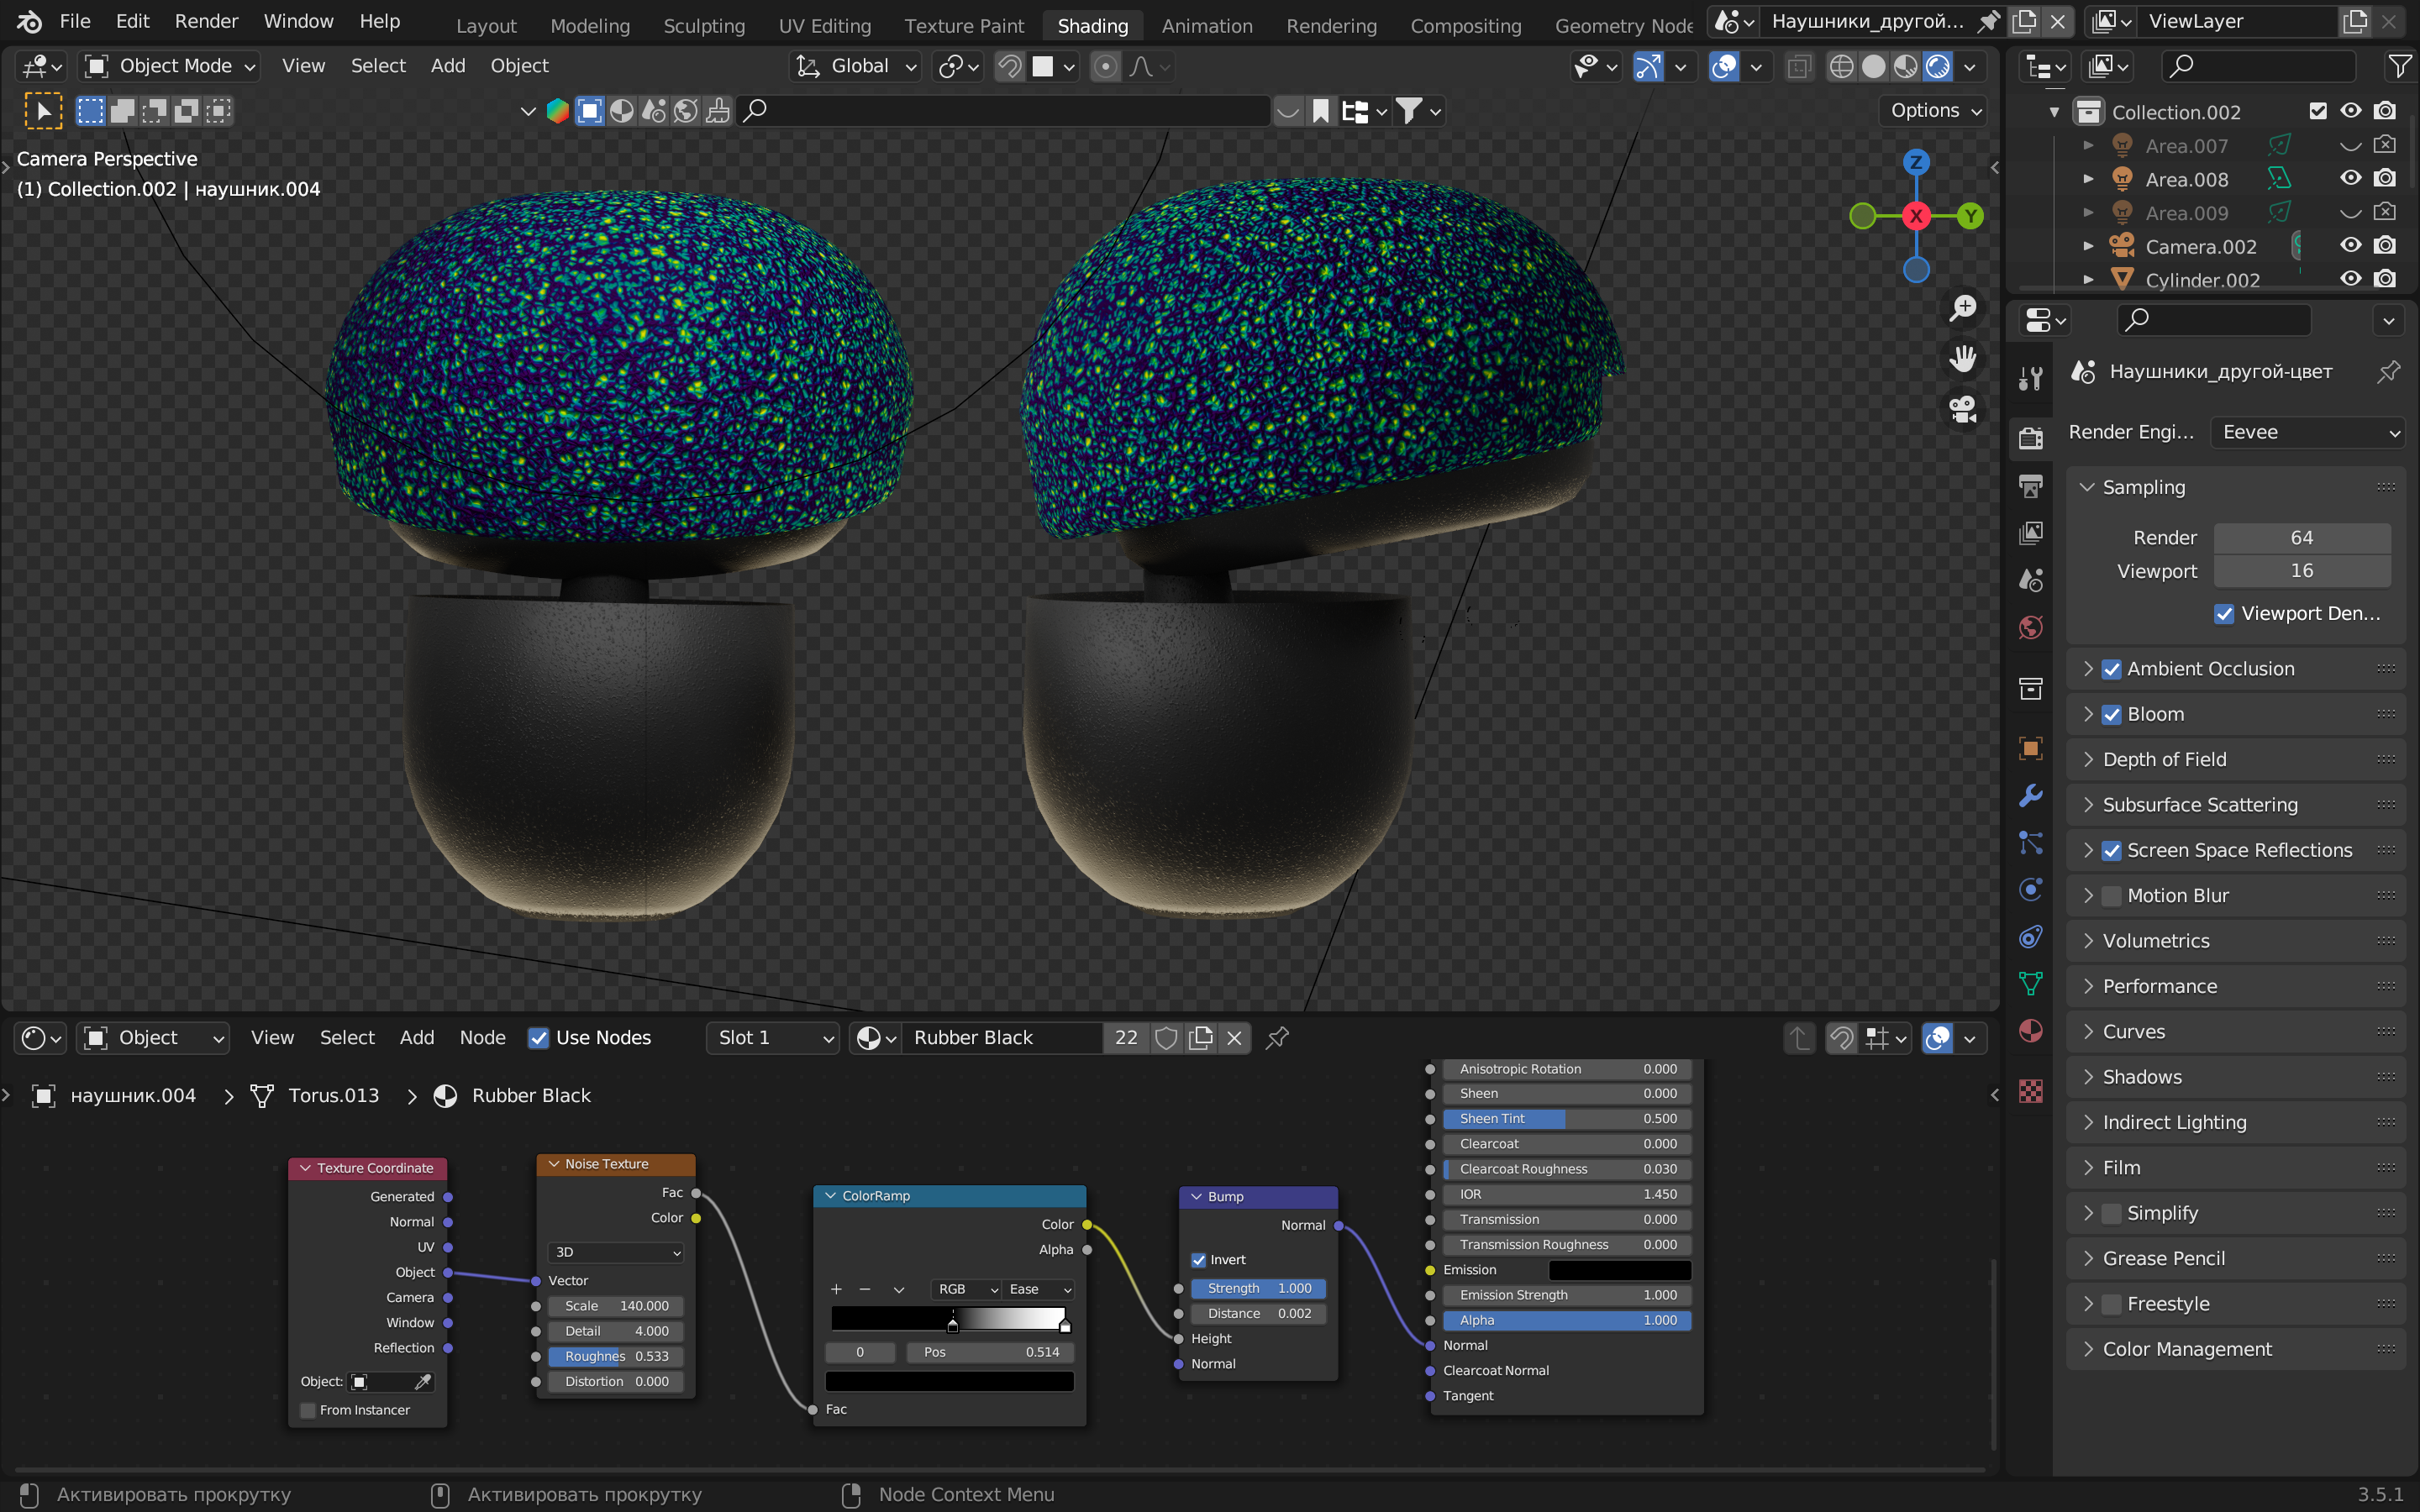 File Edit Render Window Help Layout Modeling Sculpting UV Editing Texture Paint Shading Animation Rendering Compositing Geometry Node Наушники_другой... ViewLayer
Object Mode View Select Add Object Global
Options
Camera Perspective
(1) Collection.002 | наушник.004
Z
X
Y
Collection.002
Area.007
Area.008
Area.009
Camera.002
Cylinder.002
Наушники_другой-цвет
Render Engi... Eevee
Sampling
Render 64
Viewport 16
Viewport Den...
Ambient Occlusion
Bloom
Depth of Field
Subsurface Scattering
Screen Space Reflections
Motion Blur
Volumetrics
Performance
Curves
Shadows
Indirect Lighting
Film
Simplify
Grease Pencil
Freestyle
Color Management
Object View Select Add Node Use Nodes Slot 1 Rubber Black 22
наушник.004 > Torus.013 > Rubber Black
Texture Coordinate
Generated
Normal
UV
Object
Camera
Window
Reflection
Object:
From Instancer
Noise Texture
Fac
Color
3D
Vector
Scale 140.000
Detail 4.000
Roughnes 0.533
Distortion 0.000
ColorRamp
Color
Alpha
RGB Ease
0 Pos 0.514
Fac
Bump
Normal
Invert
Strength 1.000
Distance 0.002
Height
Normal
Anisotropic Rotation 0.000
Sheen 0.000
Sheen Tint 0.500
Clearcoat 0.000
Clearcoat Roughness 0.030
IOR 1.450
Transmission 0.000
Transmission Roughness 0.000
Emission
Emission Strength 1.000
Alpha 1.000
Normal
Clearcoat Normal
Tangent
Активировать прокрутку Активировать прокрутку Node Context Menu 3.5.1